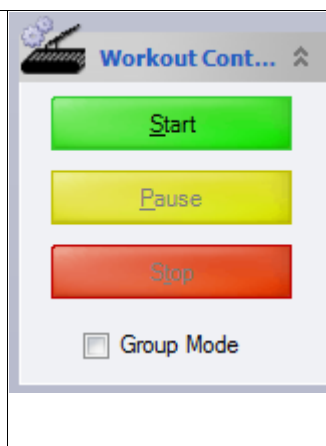 Workout Cont...
Start
Pause
Stop
Group Mode